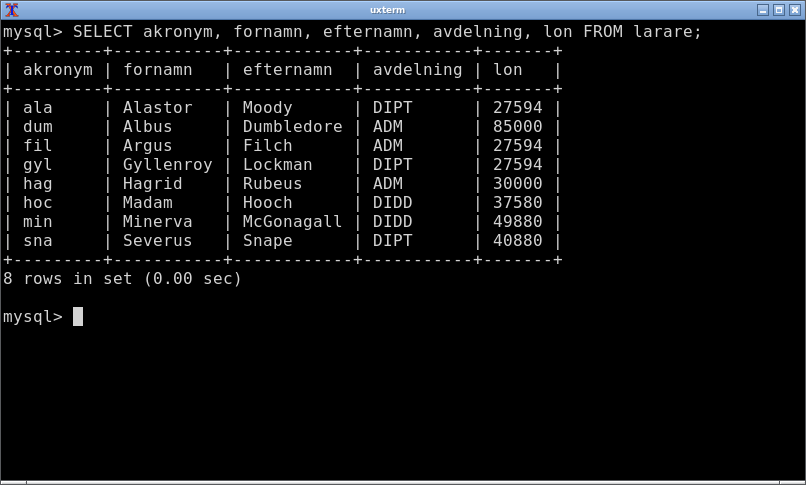 uxterm
mysql> SELECT akronym, fornamn, efternamn, avdelning, lon FROM larare;
+---------+-----------+------------+-----------+-------+
| akronym | fornamn   | efternamn  | avdelning | lon   |
+---------+-----------+------------+-----------+-------+
| ala     | Alastor   | Moody      | DIPT      | 27594 |
| dum     | Albus     | Dumbledore | ADM       | 85000 |
| fil     | Argus     | Filch      | ADM       | 27594 |
| gyl     | Gyllenroy | Lockman    | DIPT      | 27594 |
| hag     | Hagrid    | Rubeus     | ADM       | 30000 |
| hoc     | Madam     | Hooch      | DIDD      | 37580 |
| min     | Minerva   | McGonagall | DIDD      | 49880 |
| sna     | Severus   | Snape      | DIPT      | 40880 |
+---------+-----------+------------+-----------+-------+
8 rows in set (0.00 sec)
mysql>